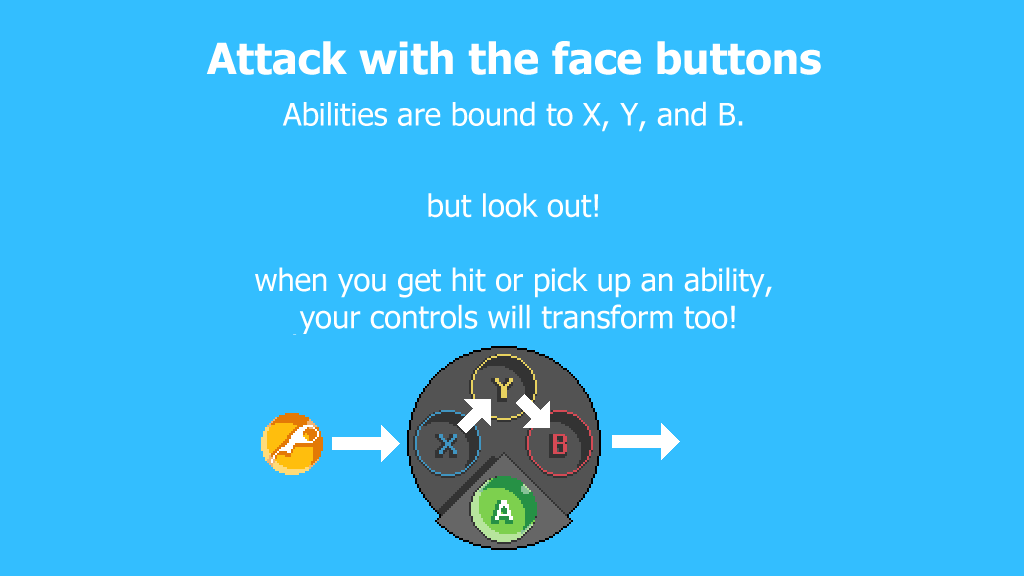 Attack with the face buttons
Abilities are bound to X, Y, and B.
but look out!
when you get hit or pick up an ability,
your controls will transform too!
Y
X
B
A